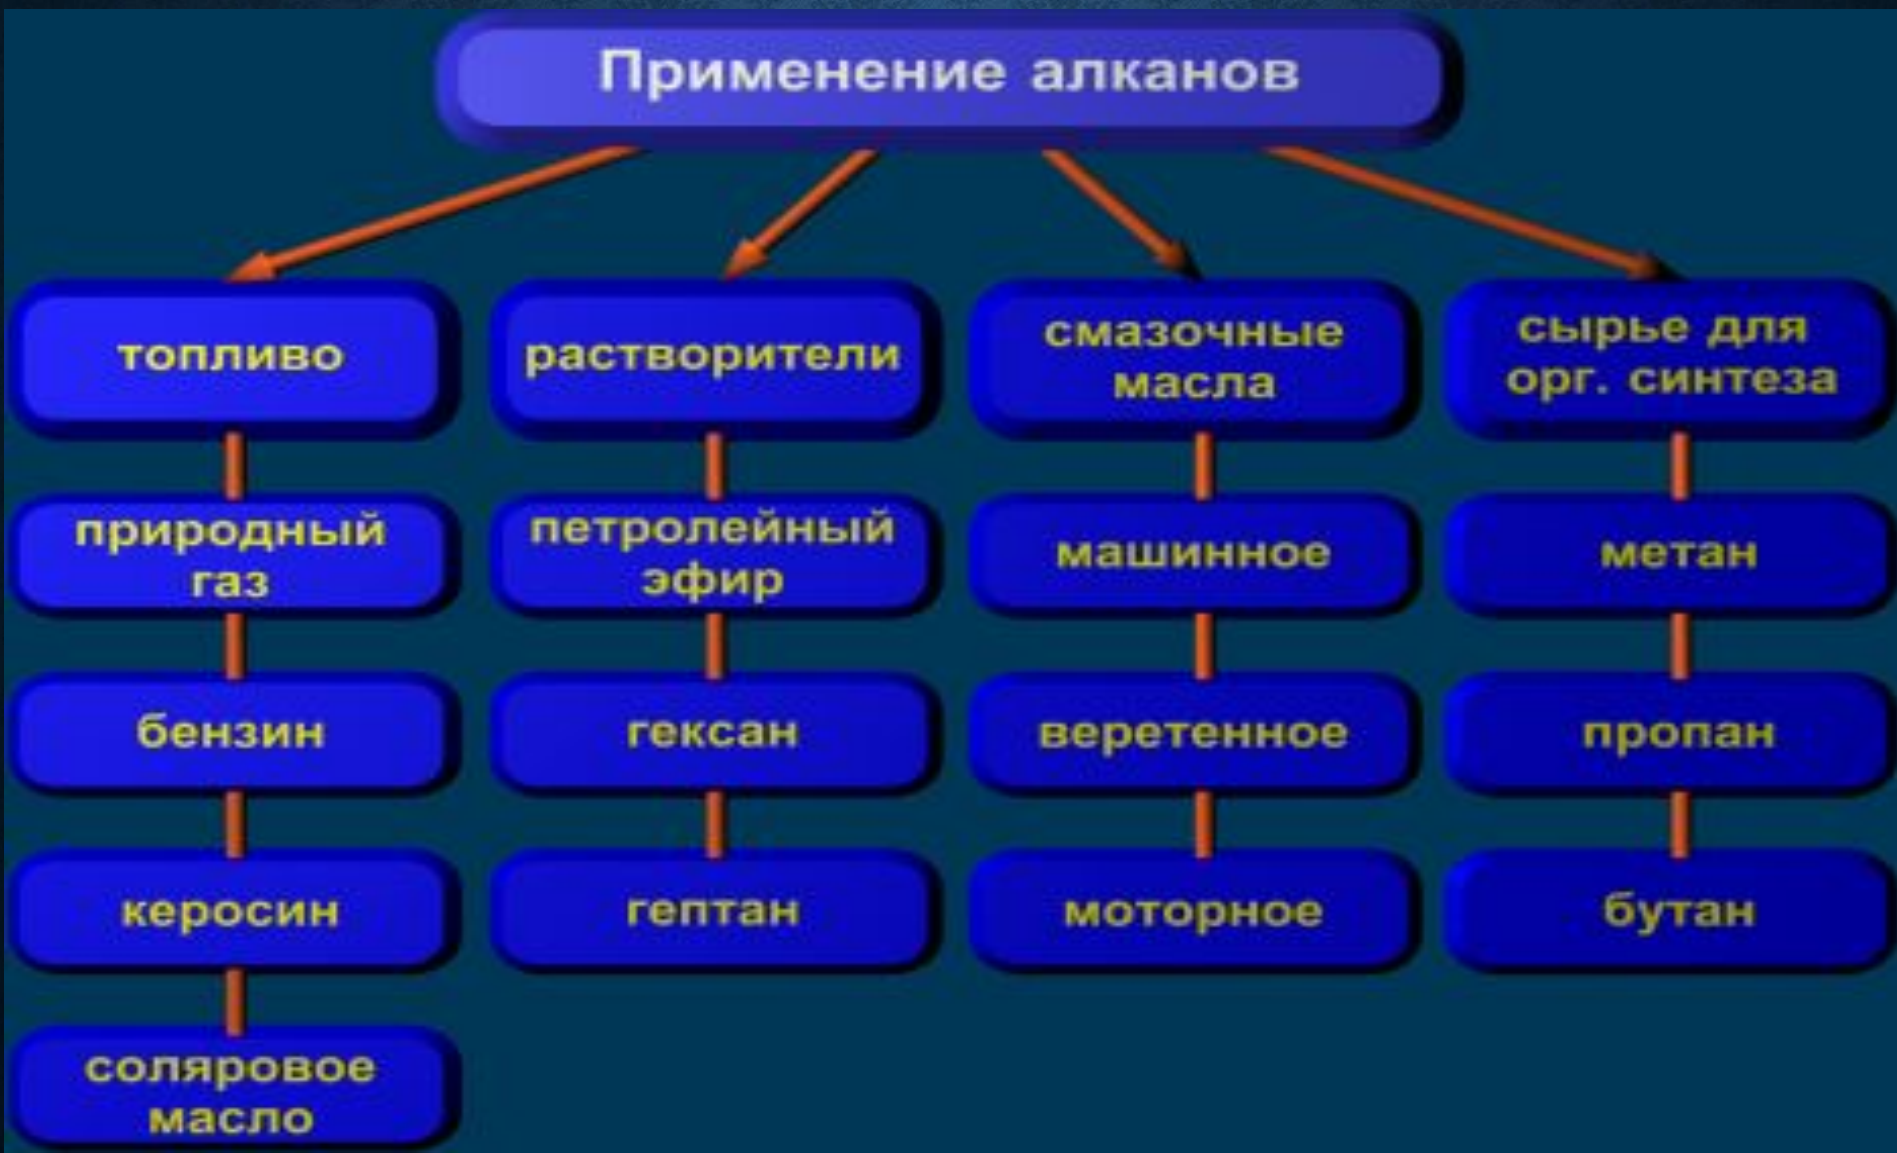 Применение алканов
топливо
природный
газ
бензин
керосин
соляровое
масло
растворители
петролейный
эфир
гексан
гептан
смазочные
масла
машинное
веретенное
моторное
сырье для
орг. синтеза
метан
пропан
бутан